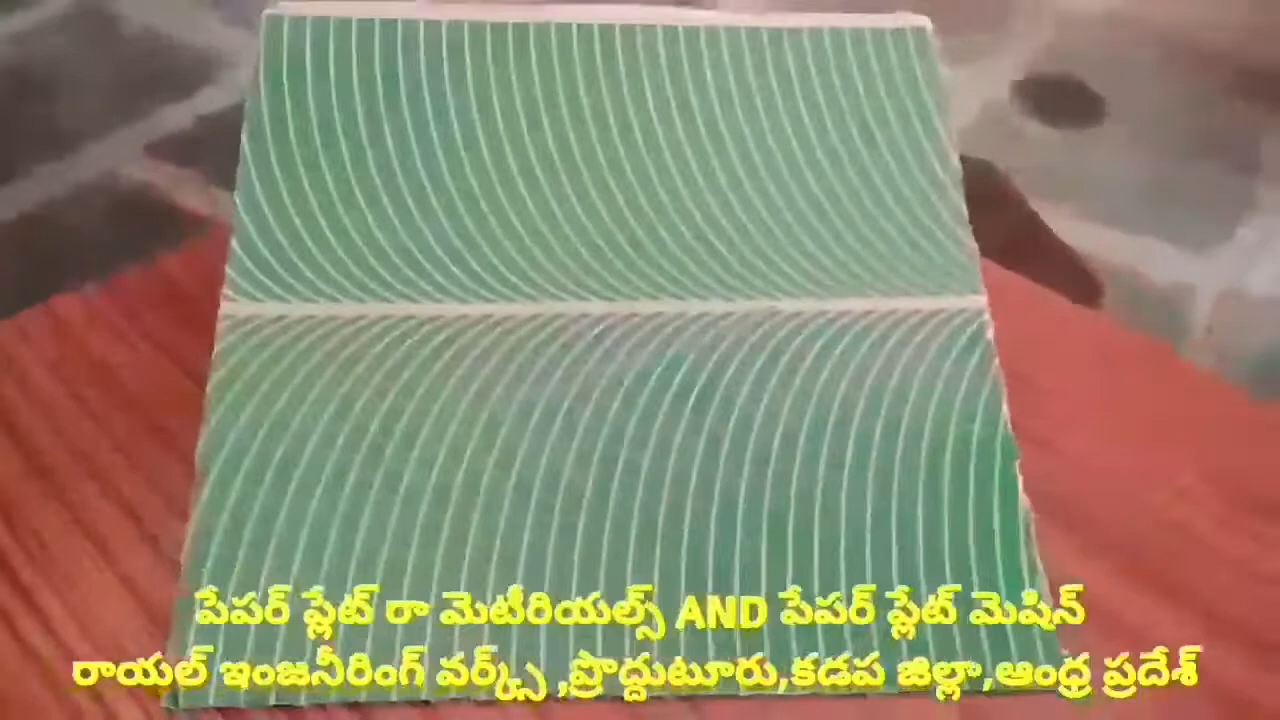 పేపర్ ప్లేట్ రా మెటీరియల్స్ AND పేపర్ ప్లేట్ మెషిన్
రాయల్ ఇంజనీరింగ్ వర్క్స్ ,ప్రొద్దుటూరు,కడప జిల్లా,ఆంధ్ర ప్రదేశ్